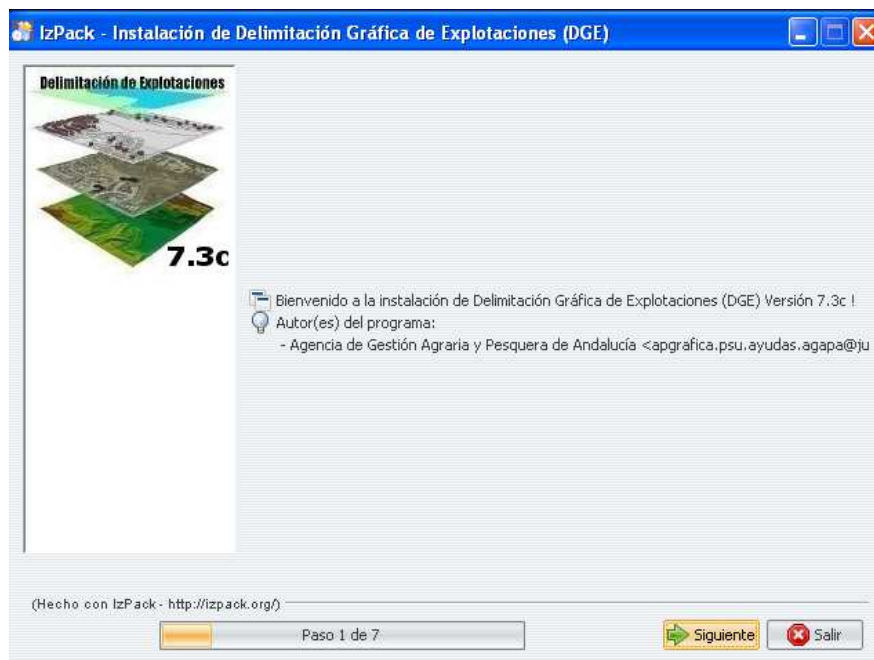 IzPack - Instalación de Delimitación Gráfica de Explotaciones (DGE)
Delimitación de Explotaciones
7.3c
Bienvenido a la instalación de Delimitación Gráfica de Explotaciones (DGE) Versión 7.3c !
Autor(es) del programa:
- Agencia de Gestión Agraria y Pesquera de Andalucía <apgrafica.psu.ayudas.agapa@ju
(Hecho con IzPack - http://izpack.org/)
Paso 1 de 7
Siguiente
Salir